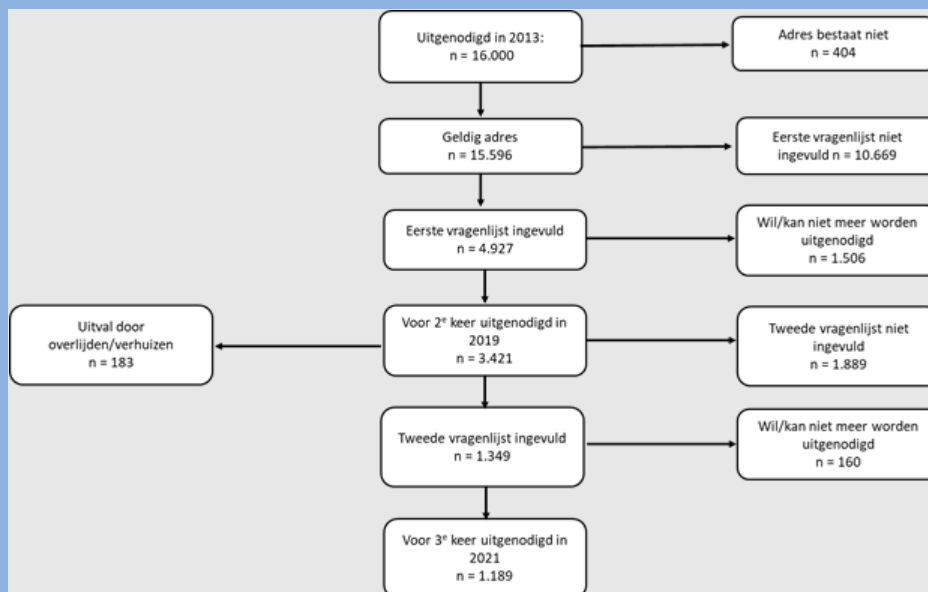 Uitgenodigd in 2013:
n = 16.000
Adres bestaat niet
n = 404
Geldig adres
n = 15.596
Eerste vragenlijst niet
ingevuld n = 10.669
Eerste vragenlijst ingevuld
n = 4.927
Wil/kan niet meer worden
uitgenodigd
n = 1.506
Uitval door
overlijden/verhuizen
n = 183
Voor 2e keer uitgenodigd in
2019
n = 3.421
Tweede vragenlijst niet
ingevuld
n = 1.889
Tweede vragenlijst ingevuld
n = 1.349
Wil/kan niet meer worden
uitgenodigd
n = 160
Voor 3e keer uitgenodigd in
2021
n = 1.189